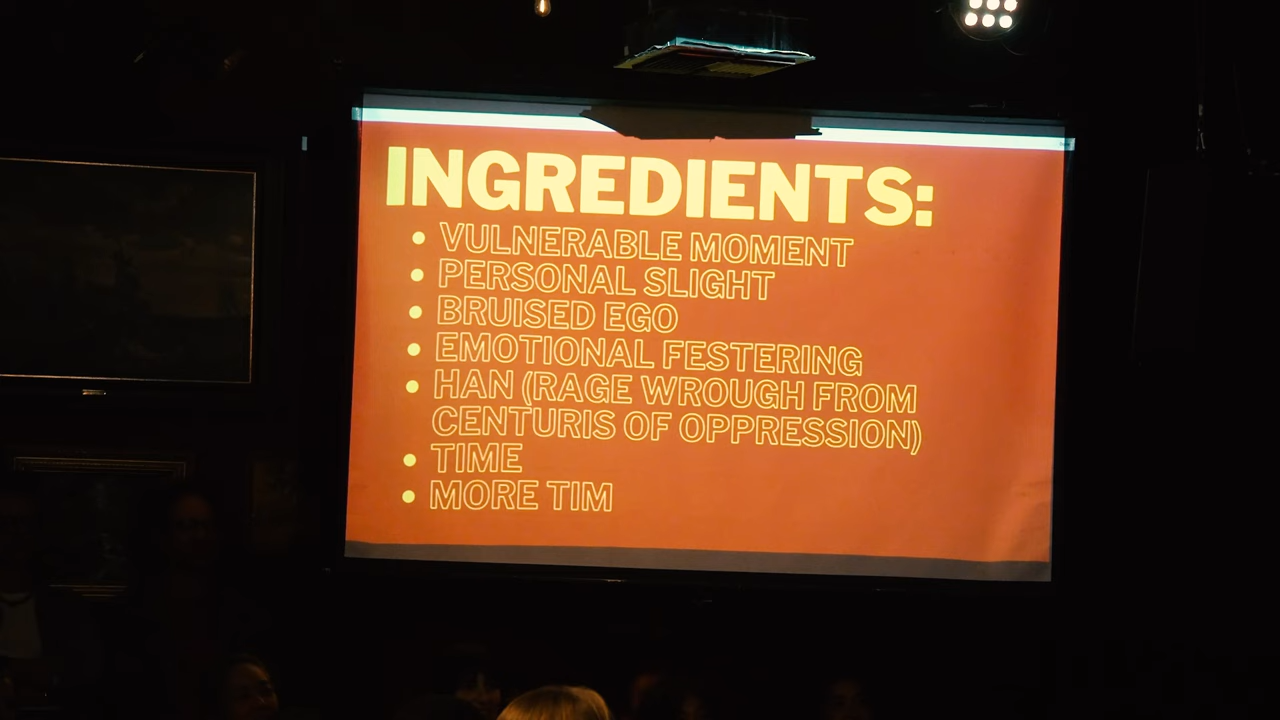 INGREDIENTS:
• VULNERABLE MOMENT
• PERSONAL SLIGHT
• BRUISED EGO
• EMOTIONAL FESTERING
• HAN (RAGE WROUGH FROM
CENTURIS OF OPPRESSION)
• TIME
• MORE TIM